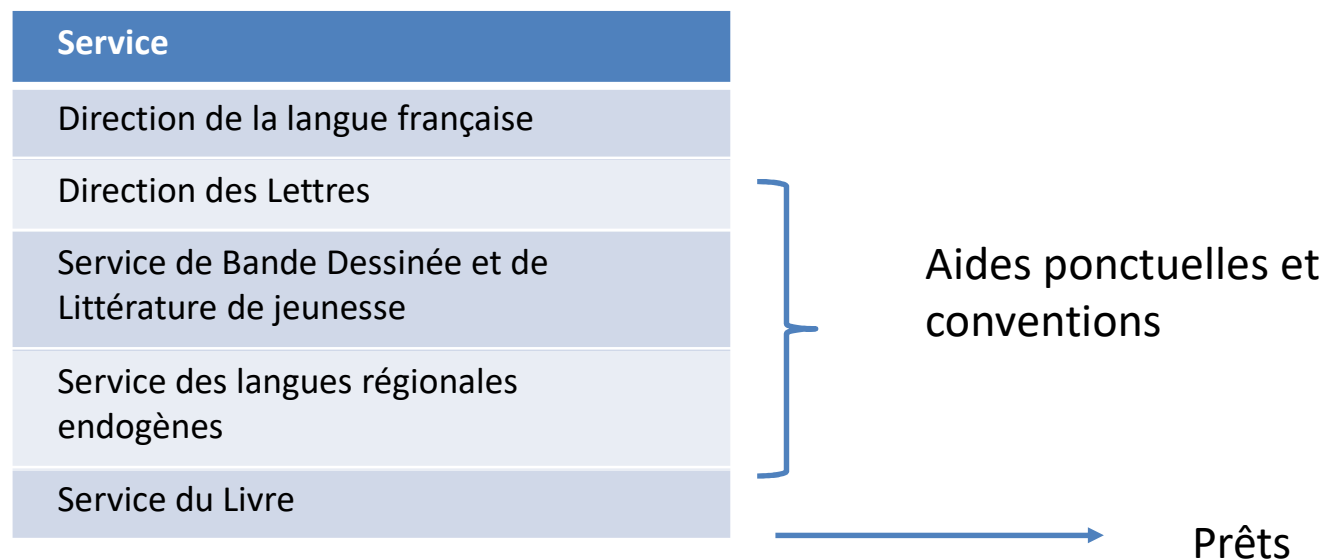 Service
Direction de la langue française
Direction des Lettres
Service de Bande Dessinée et de
Littérature de jeunesse
Service des langues régionales
endogènes
Service du Livre
Aides ponctuelles et
conventions
Prêts